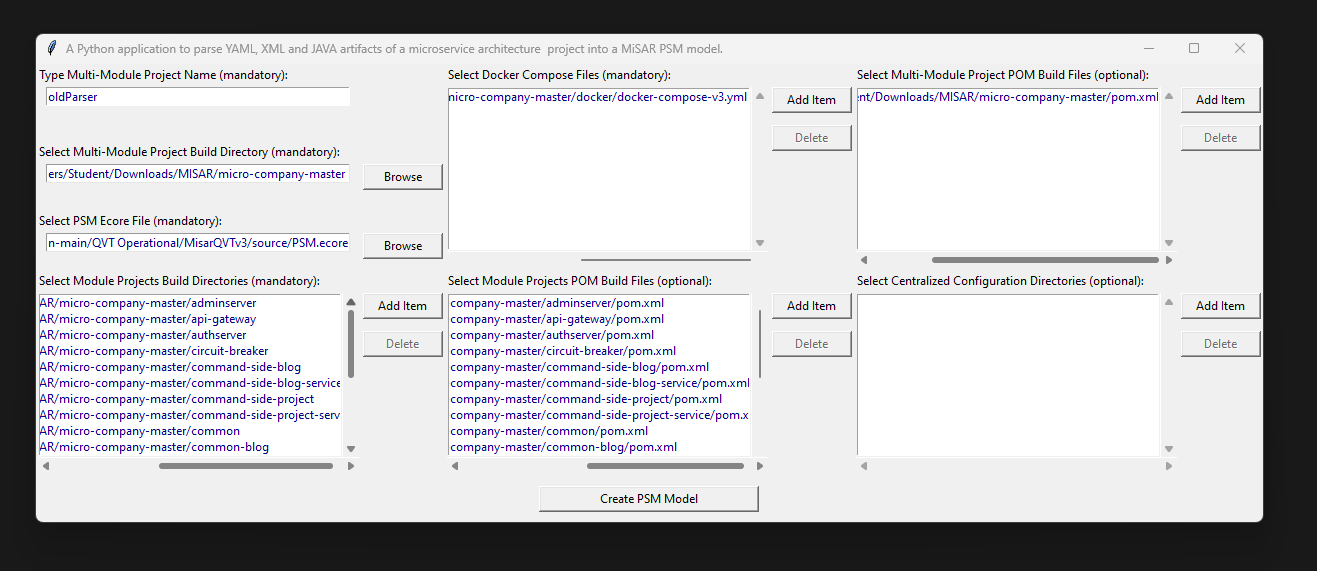 A Python application to parse YAML, XML and JAVA artifacts of a microservice architecture  project into a MiSAR PSM model.
Type Multi-Module Project Name (mandatory):
oldParser
Select Multi-Module Project Build Directory (mandatory):
ers/Student/Downloads/MISAR/micro-company-master
Browse
Select PSM Ecore File (mandatory):
n-main/QVT Operational/MisarQVTv3/source/PSM.ecore
Browse
Select Docker Compose Files (mandatory):
nicro-company-master/docker/docker-compose-v3.yml
Add Item
Delete
Select Multi-Module Project POM Build Files (optional):
ent/Downloads/MISAR/micro-company-master/pom.xml
Add Item
Delete
Select Module Projects Build Directories (mandatory):
AR/micro-company-master/adminserver
AR/micro-company-master/api-gateway
AR/micro-company-master/authserver
AR/micro-company-master/circuit-breaker
AR/micro-company-master/command-side-blog
AR/micro-company-master/command-side-blog-service
AR/micro-company-master/command-side-project
AR/micro-company-master/command-side-project-serv
AR/micro-company-master/common
AR/micro-company-master/common-blog
Add Item
Delete
Select Module Projects POM Build Files (optional):
company-master/adminserver/pom.xml
company-master/api-gateway/pom.xml
company-master/authserver/pom.xml
company-master/circuit-breaker/pom.xml
company-master/command-side-blog/pom.xml
company-master/command-side-blog-service/pom.xml
company-master/command-side-project/pom.xml
company-master/command-side-project-service/pom.x
company-master/common/pom.xml
company-master/common-blog/pom.xml
Add Item
Delete
Select Centralized Configuration Directories (optional):
Add Item
Delete
Create PSM Model